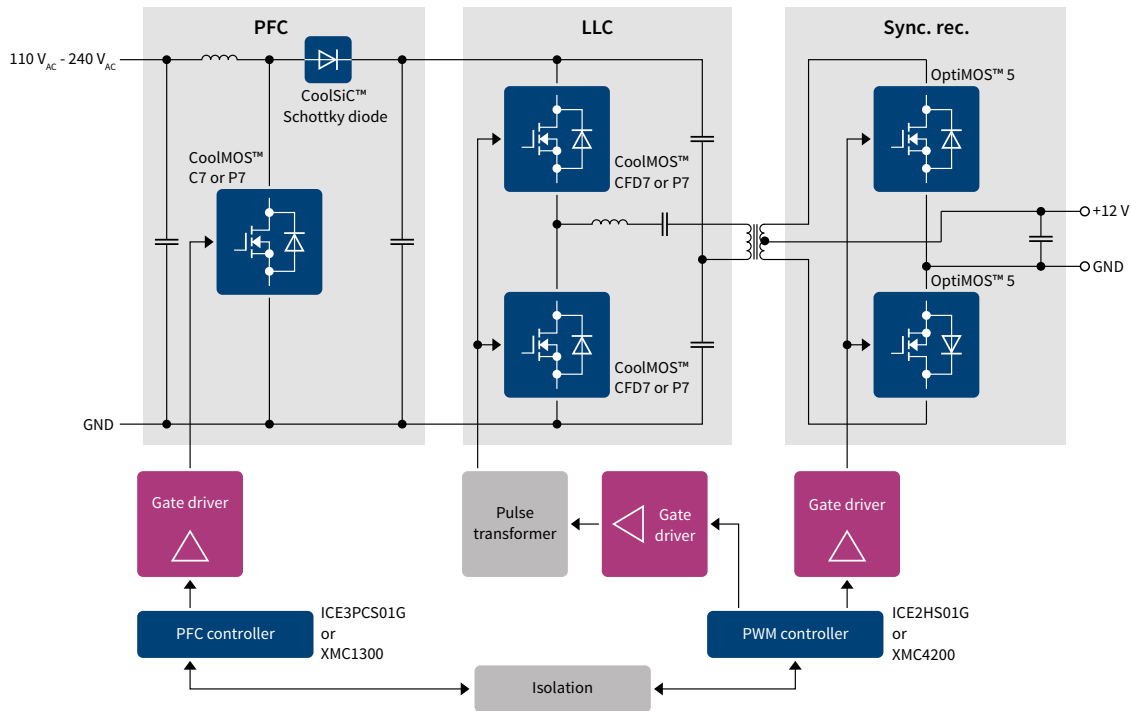 PFC
LLC
Sync. rec.
110 V_AC - 240 V_AC
CoolSiC™
Schottky diode
OptiMOS™ 5
CoolMOS™
C7 or P7
CoolMOS™
CFD7 or P7
+12 V
GND
OptiMOS™ 5
CoolMOS™
CFD7 or P7
GND
Gate driver
Pulse
transformer
Gate
driver
Gate driver
PFC controller
ICE3PCS01G
or
XMC1300
PWM controller
ICE2HS01G
or
XMC4200
Isolation